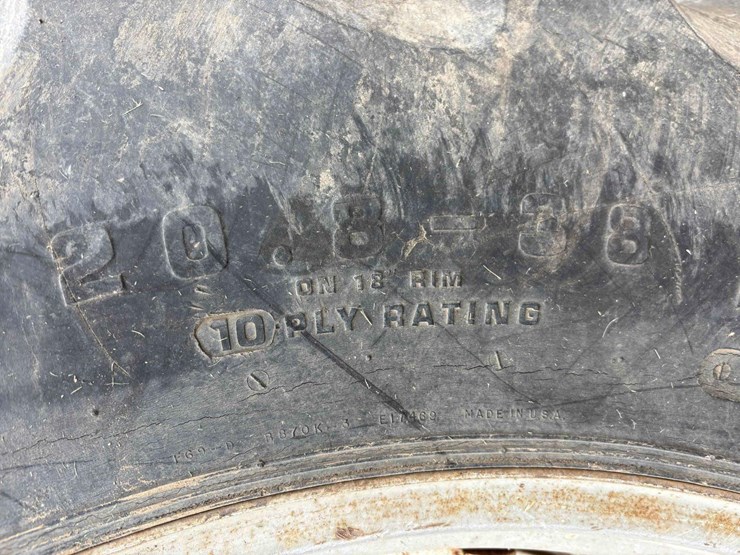 20.8-38
ON 18 RIM
10 PLY RATING
MADE IN U.S.A.